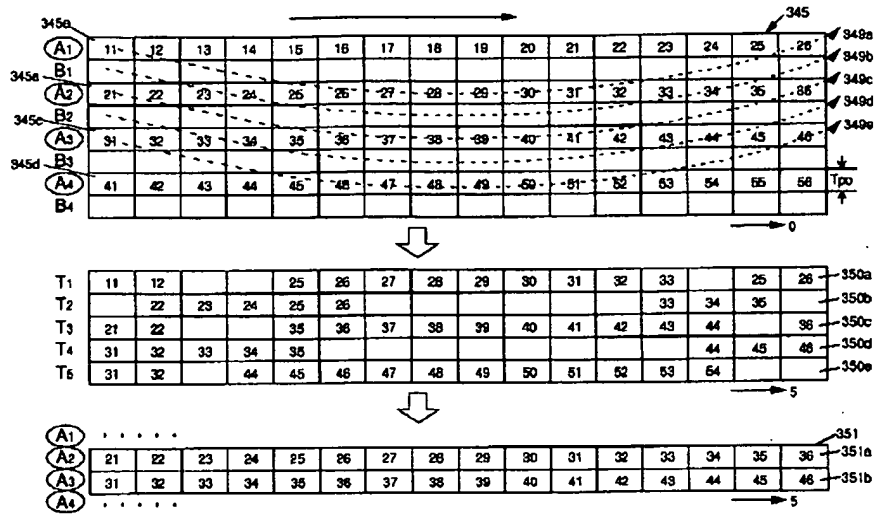 345e 345
A1 11 12 13 14 15 16 17 18 19 20 21 22 23 24 25 26 349a
B1 349b
345a A2 21 22 23 24 25 26 27 28 29 30 31 32 33 34 35 36 349c
B2 349d
345c A3 31 32 33 34 35 36 37 38 39 40 41 42 43 44 45 46 349e
B3
345d A4 41 42 43 44 45 46 47 48 49 50 51 52 53 54 55 56 Tpo
B4
0
T1 11 12 25 26 27 28 29 30 31 32 33 25 26 350a
T2 22 23 24 25 26 33 34 35 350b
T3 21 22 35 36 37 38 39 40 41 42 43 44 36 350c
T4 31 32 33 34 35 44 45 46 350d
T5 31 32 44 45 46 47 48 49 50 51 52 53 54 350e
5
A1 . . . . . 351
A2 21 22 23 24 25 26 27 28 29 30 31 32 33 34 35 36 351a
A3 31 32 33 34 35 36 37 38 39 40 41 42 43 44 45 46 351b
A4 . . . . . 5